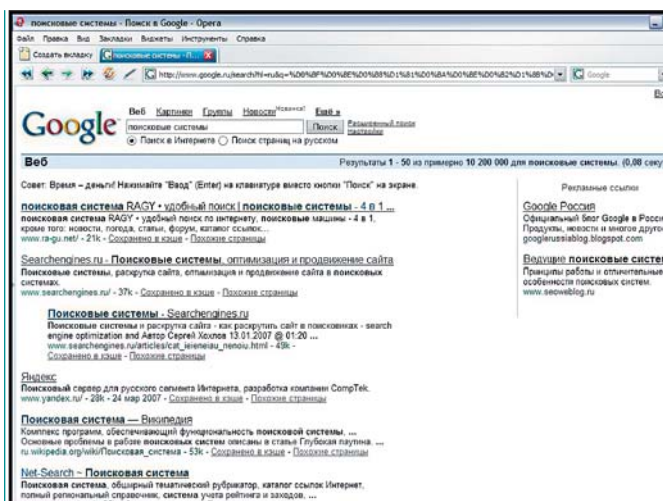 поисковые системы - Поиск в Google - Opera
Файл Правка Вид Закладки Виджеты Инструменты Справка
Создать вкладку поисковые системы - П...
Google
Веб Картинки Группы Новости Новинка! Ещё »
поисковые системы Поиск Расширенный поиск
Настройки
Поиск в Интернете Поиск страниц на русском
Google
Веб
Результаты 1 - 50 из примерно 10 200 000 для поисковые системы. (0,08 секу
Совет: Время – деньги! Нажимайте "Ввод" (Enter) на клавиатуре вместо кнопки "Поиск" на экране.
поисковая система RAGY • удобный поиск | поисковые системы - 4 в 1 ...
поисковая система RAGY • удобный поиск по интернету, поисковые машины - 4 в 1,
кроме того: новости, погода, статьи, форум, каталог ссылок...
www.ra-gu.net/ - 21k - Сохранено в кэше - Похожие страницы
Searchengines.ru - Поисковые системы, оптимизация и продвижение сайта
Поисковые системы, раскрутка сайта, оптимизация и продвижение сайта в поисковых
системах.
www.searchengines.ru/ - 37k - Сохранено в кэше - Похожие страницы
Поисковые системы - Searchengines.ru
Поисковые системы и раскрутка сайта - как раскрутить сайт в поисковиках - search
engine optimization and Автор Сергей Хохлов 13.01.2007 @ 01:20 ...
www.searchengines.ru/articles/cat_ieieneiau_nenoiu.html - 49k -
Сохранено в кэше - Похожие страницы
Яндекс
Поисковый сервер для русского сегмента Интернета, разработка компании CompTek.
www.yandex.ru/ - 28k - 24 мар 2007 - Сохранено в кэше - Похожие страницы
Поисковая система — Википедия
Комплекс программ, обеспечивающий функциональность поисковой системы, ...
Основные проблемы в работе поисковых систем описаны в статье Глубокая паутина. ...
ru.wikipedia.org/wiki/Поисковая_система - 53k - Сохранено в кэше - Похожие страницы
Net-Search ~ Поисковая система
Поисковая система, обширный тематический рубрикатор, каталог ссылок Интернет,
полный региональный справочник, система учета рейтинга и заходов, ...
Рекламные ссылки
Google Россия
Официальный блог Google в Росси
Продукты, новости и многое другое
googlerussiablog.blogspot.com
Ведущие поисковые систем
Принципы работы и отличительные
особенности поисковых систем.
www.seoweblog.ru